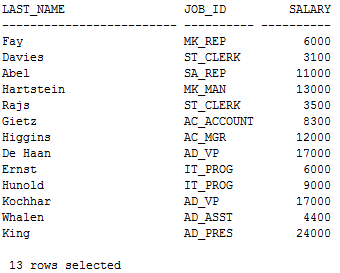 LAST_NAME JOB_ID SALARY
------------------------- ---------- ----------
Fay MK_REP 6000
Davies ST_CLERK 3100
Abel SA_REP 11000
Hartstein MK_MAN 13000
Rajs ST_CLERK 3500
Gietz AC_ACCOUNT 8300
Higgins AC_MGR 12000
De Haan AD_VP 17000
Ernst IT_PROG 6000
Hunold IT_PROG 9000
Kochhar AD_VP 17000
Whalen AD_ASST 4400
King AD_PRES 24000
13 rows selected